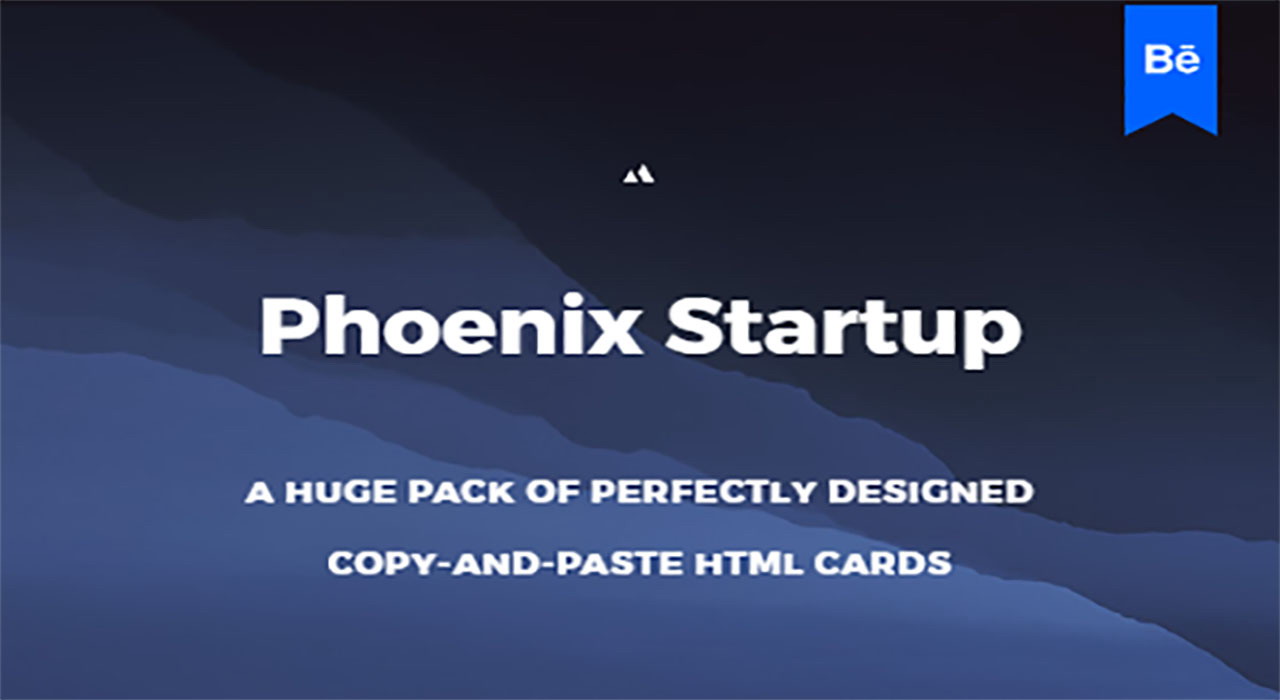 Bē
Phoenix Startup
A HUGE PACK OF PERFECTLY DESIGNED
COPY-AND-PASTE HTML CARDS